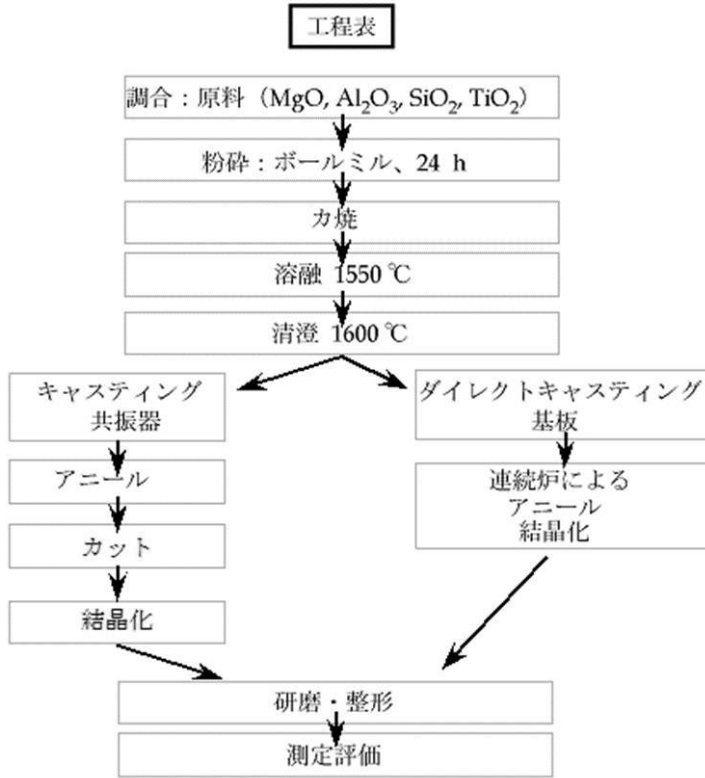 工程表
調合：原料（MgO, Al₂O₃, SiO₂, TiO₂）
粉砕：ボールミル、24 h
カ焼
溶融 1550 ℃
清澄 1600 ℃
キャスティング
共振器
アニール
カット
結晶化
ダイレクトキャスティング
基板
連続炉による
アニール
結晶化
研磨・整形
測定評価